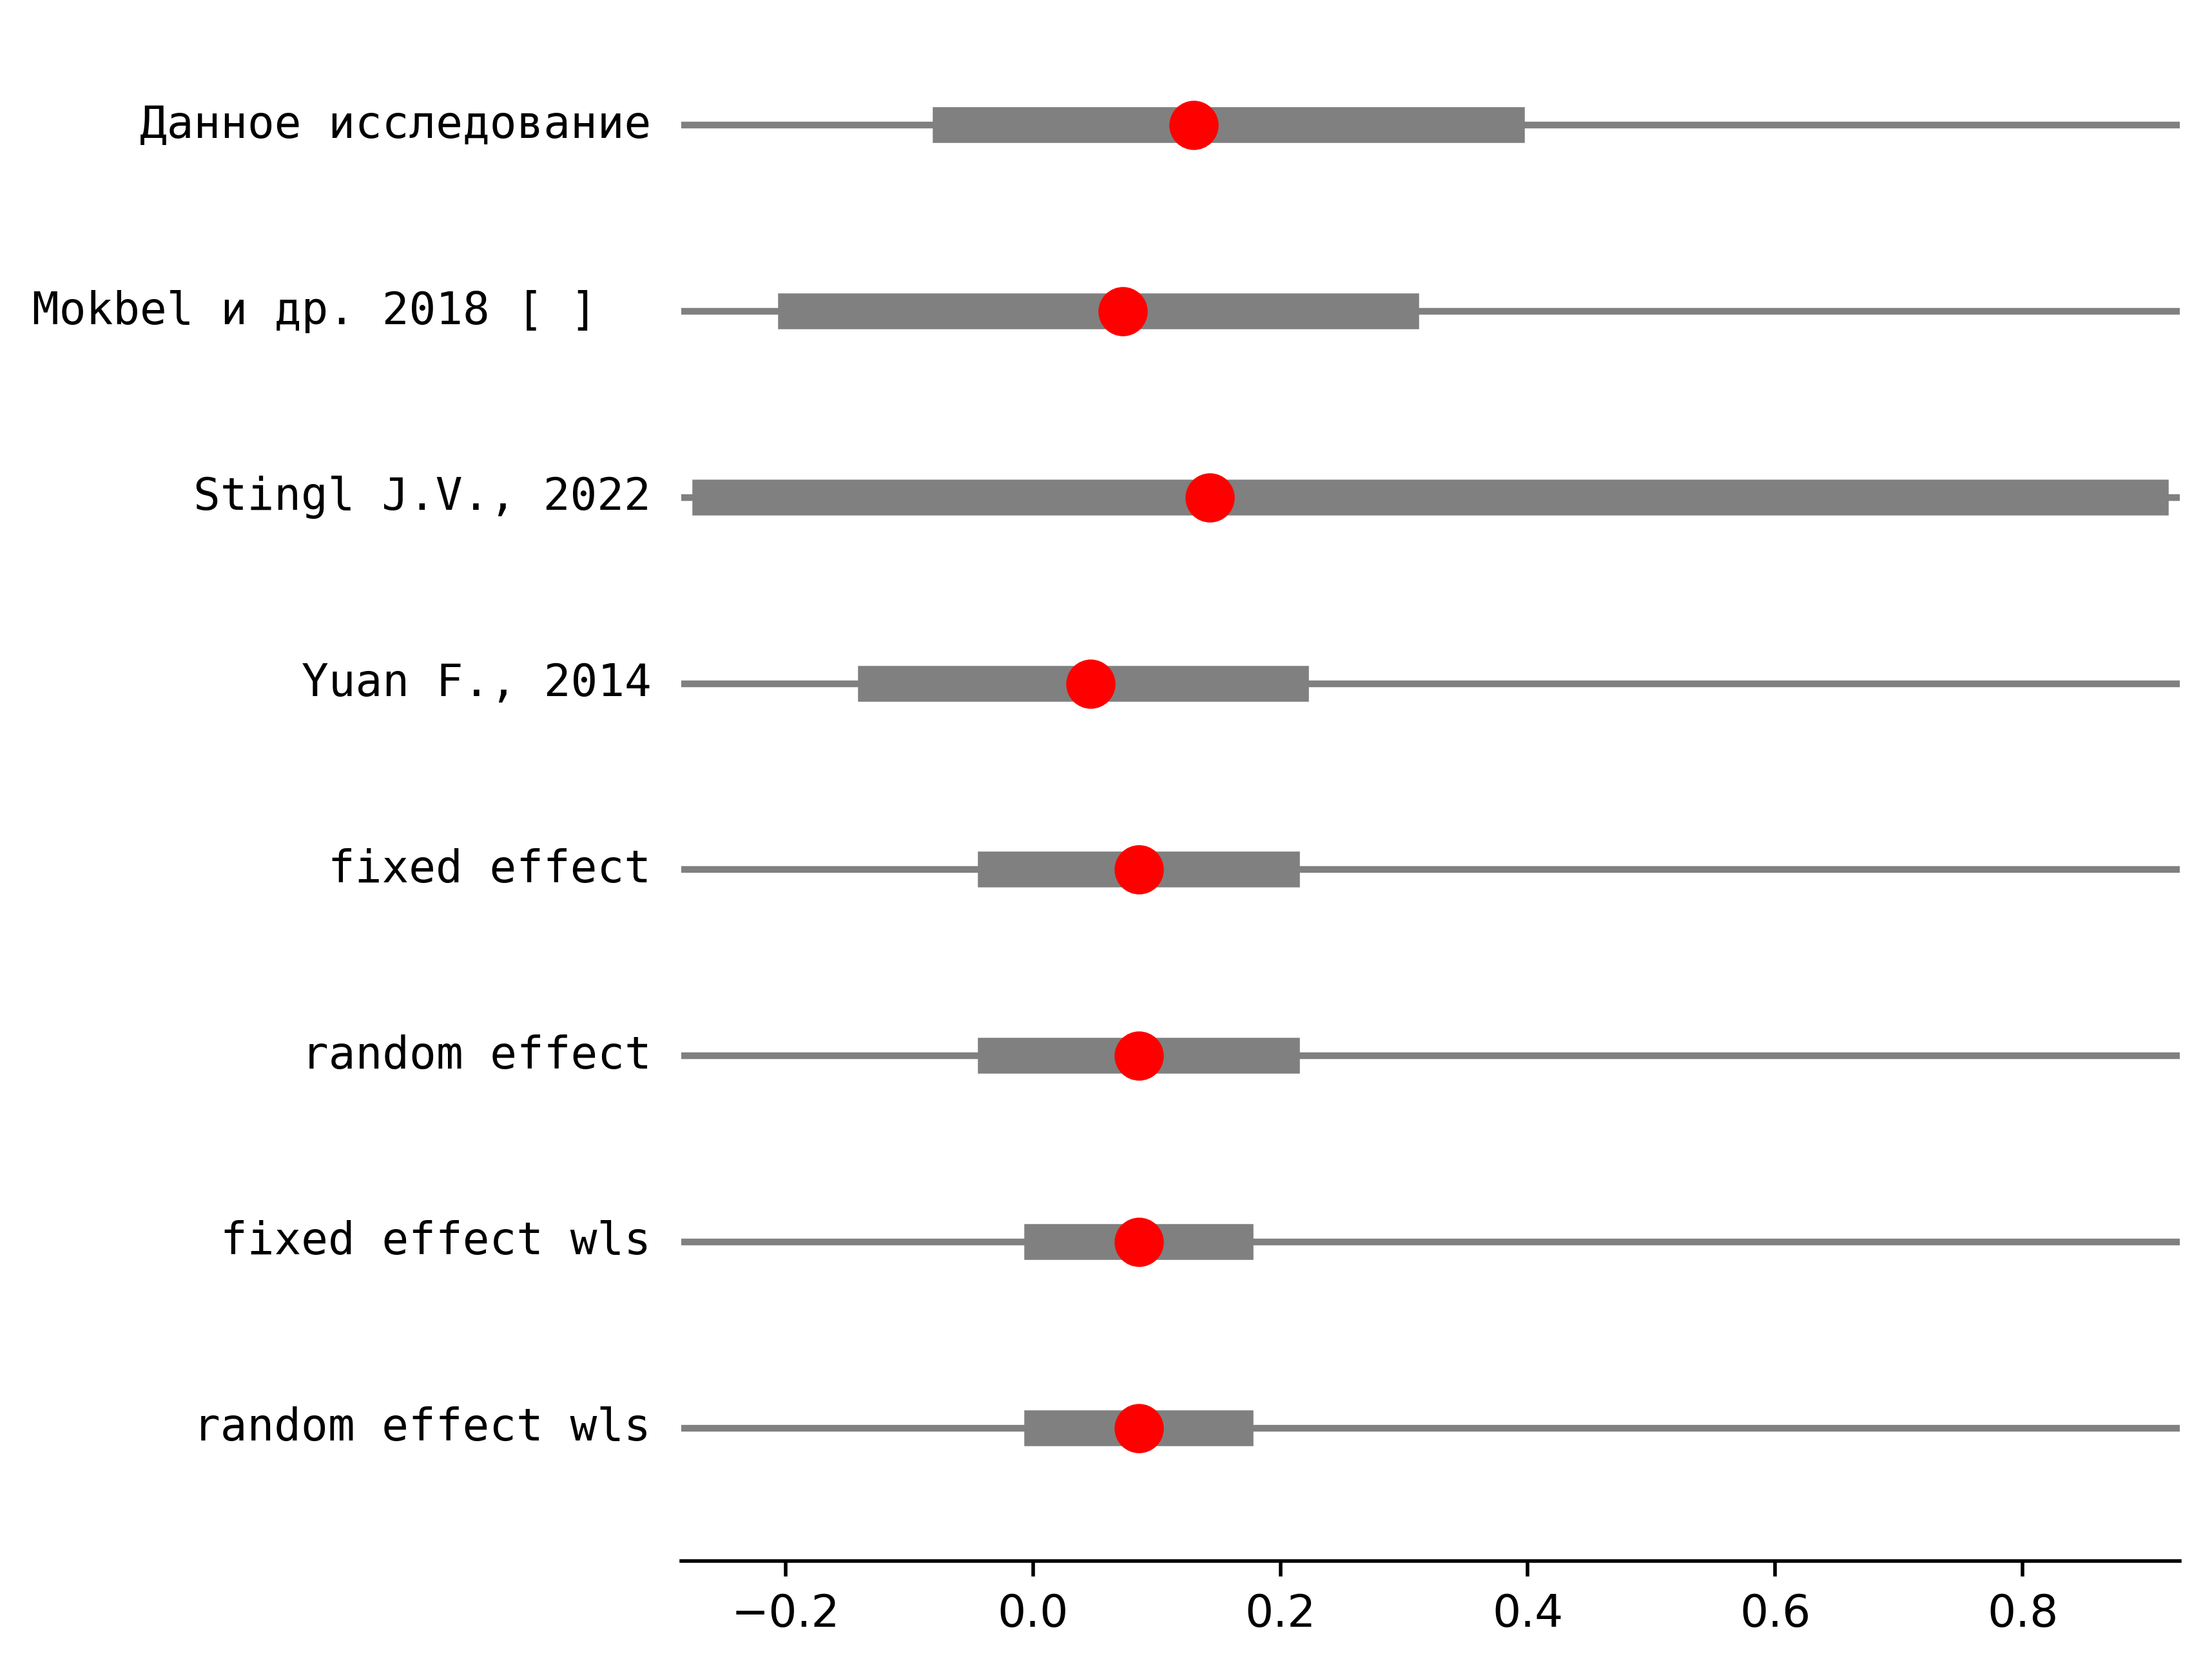 Данное исследование
Mokbel и др. 2018 [ ]
Stingl J.V., 2022
Yuan F., 2014
fixed effect
random effect
fixed effect wls
random effect wls
−0.2 0.0 0.2 0.4 0.6 0.8